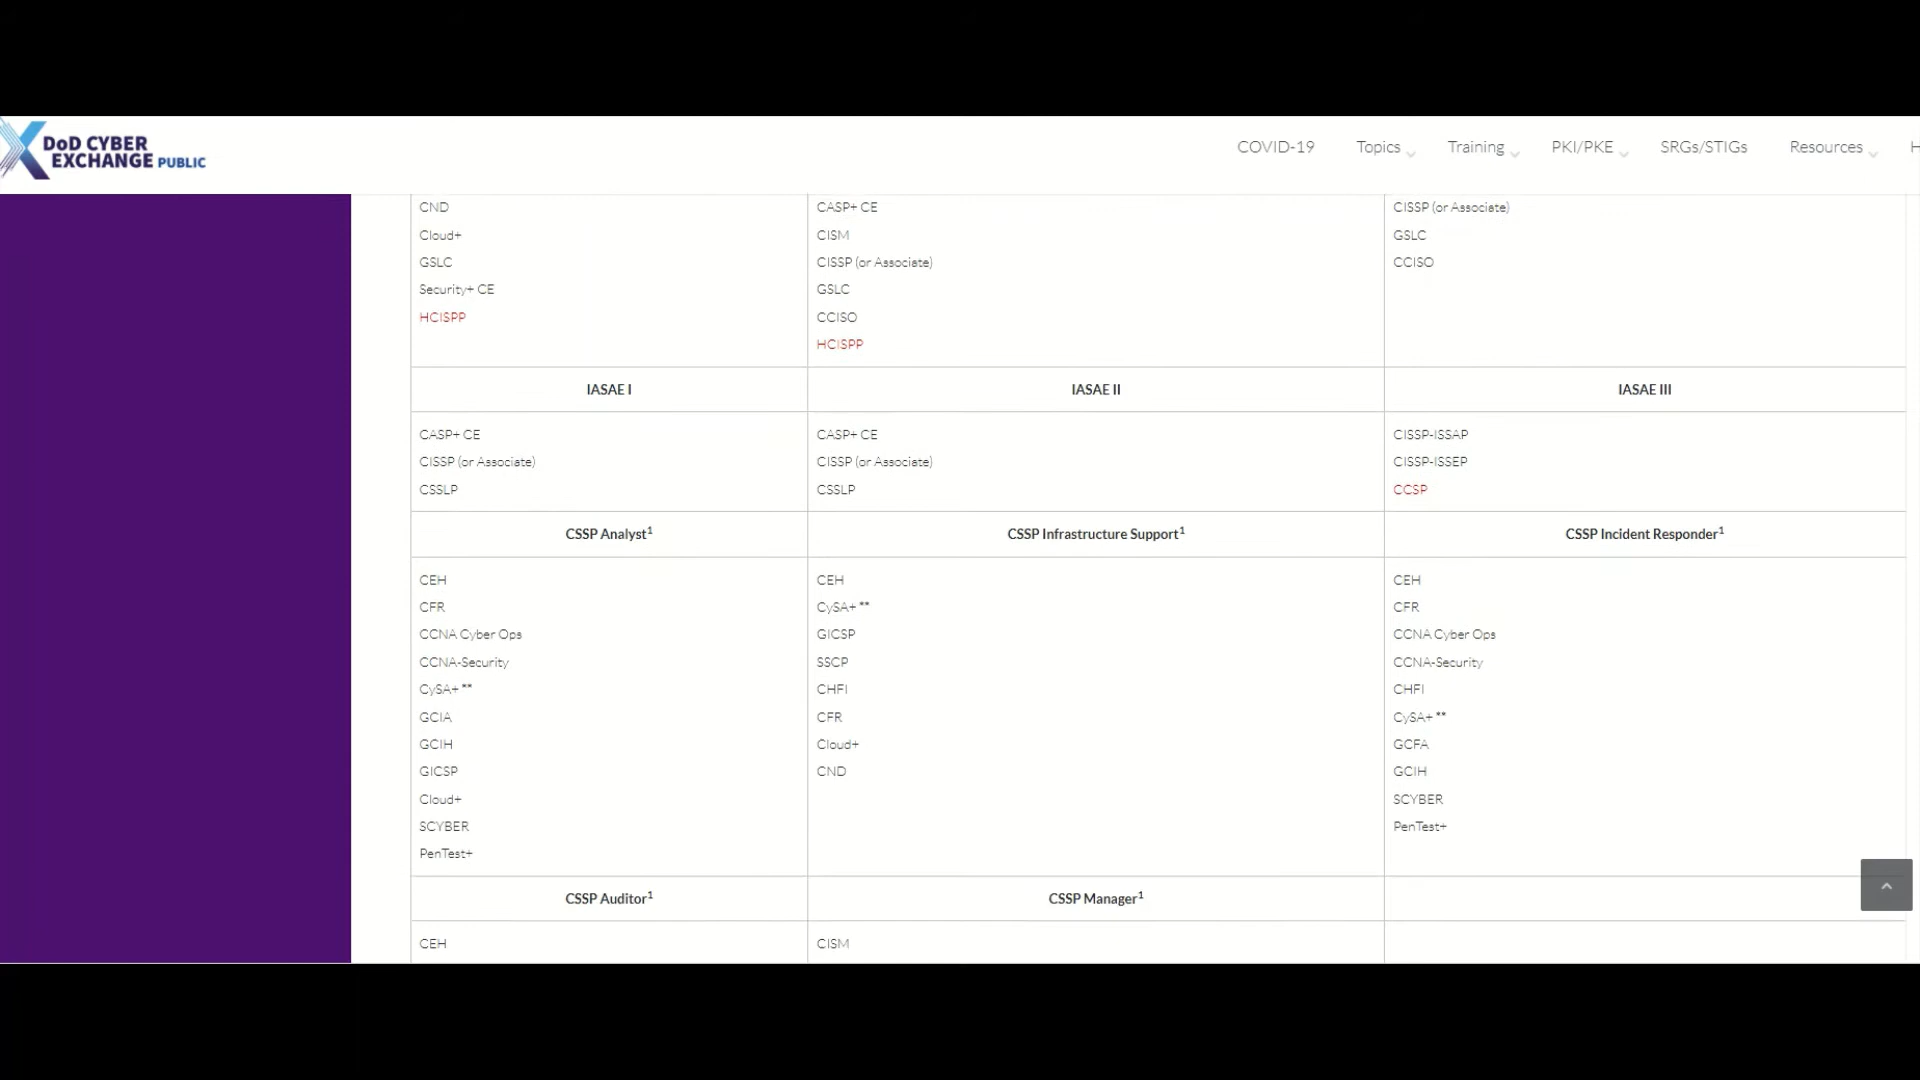 DoD CYBER
EXCHANGE PUBLIC
COVID-19 Topics Training PKI/PKE SRGs/STIGs Resources H
CND
Cloud+
GSLC
Security+ CE
HCISPP
CASP+ CE
CISM
CISSP (or Associate)
GSLC
CCISO
HCISPP
CISSP (or Associate)
GSLC
CCISO
IASAE I
IASAE II
IASAE III
CASP+ CE
CISSP (or Associate)
CSSLP
CASP+ CE
CISSP (or Associate)
CSSLP
CISSP-ISSAP
CISSP-ISSEP
CCSP
CSSP Analyst¹
CSSP Infrastructure Support¹
CSSP Incident Responder¹
CEH
CFR
CCNA Cyber Ops
CCNA-Security
CySA+ **
GCIA
GCIH
GICSP
Cloud+
SCYBER
PenTest+
CEH
CySA+ **
GICSP
SSCP
CHFI
CFR
Cloud+
CND
CEH
CFR
CCNA Cyber Ops
CCNA-Security
CHFI
CySA+ **
GCFA
GCIH
SCYBER
PenTest+
CSSP Auditor¹
CSSP Manager¹
CEH
CISM